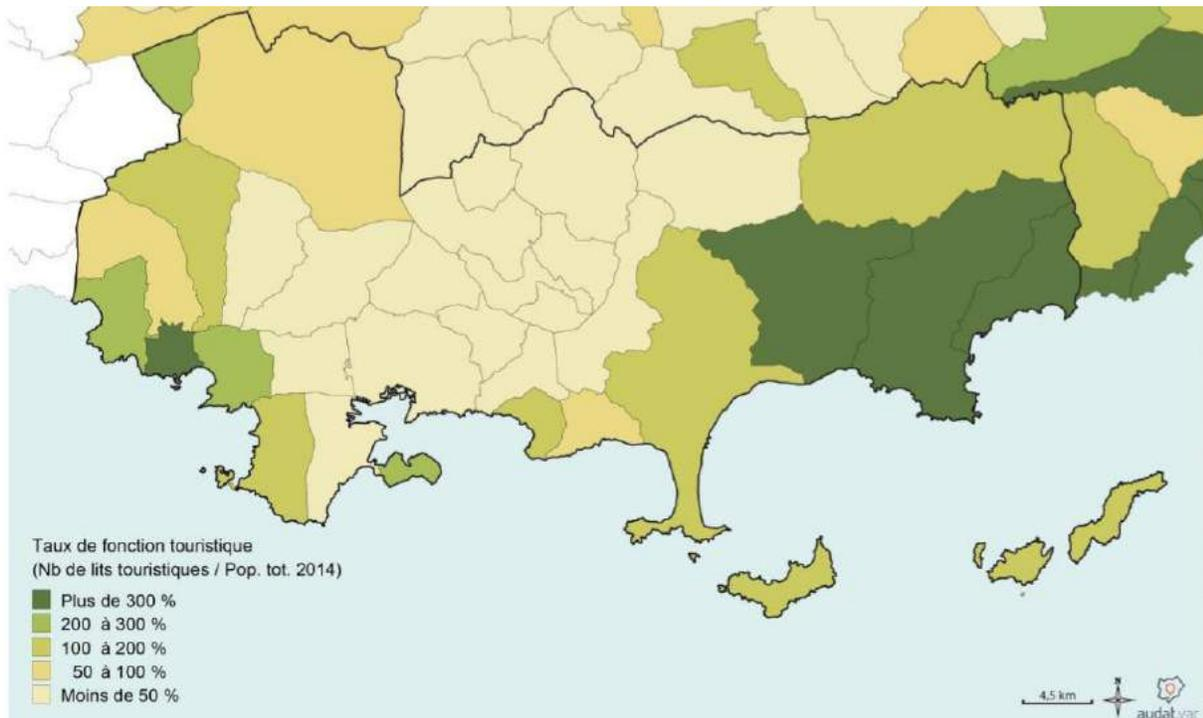 Taux de fonction touristique
(Nb de lits touristiques / Pop. tot. 2014)
Plus de 300 %
200 à 300 %
100 à 200 %
50 à 100 %
Moins de 50 %
4,5 km
N
audat.var